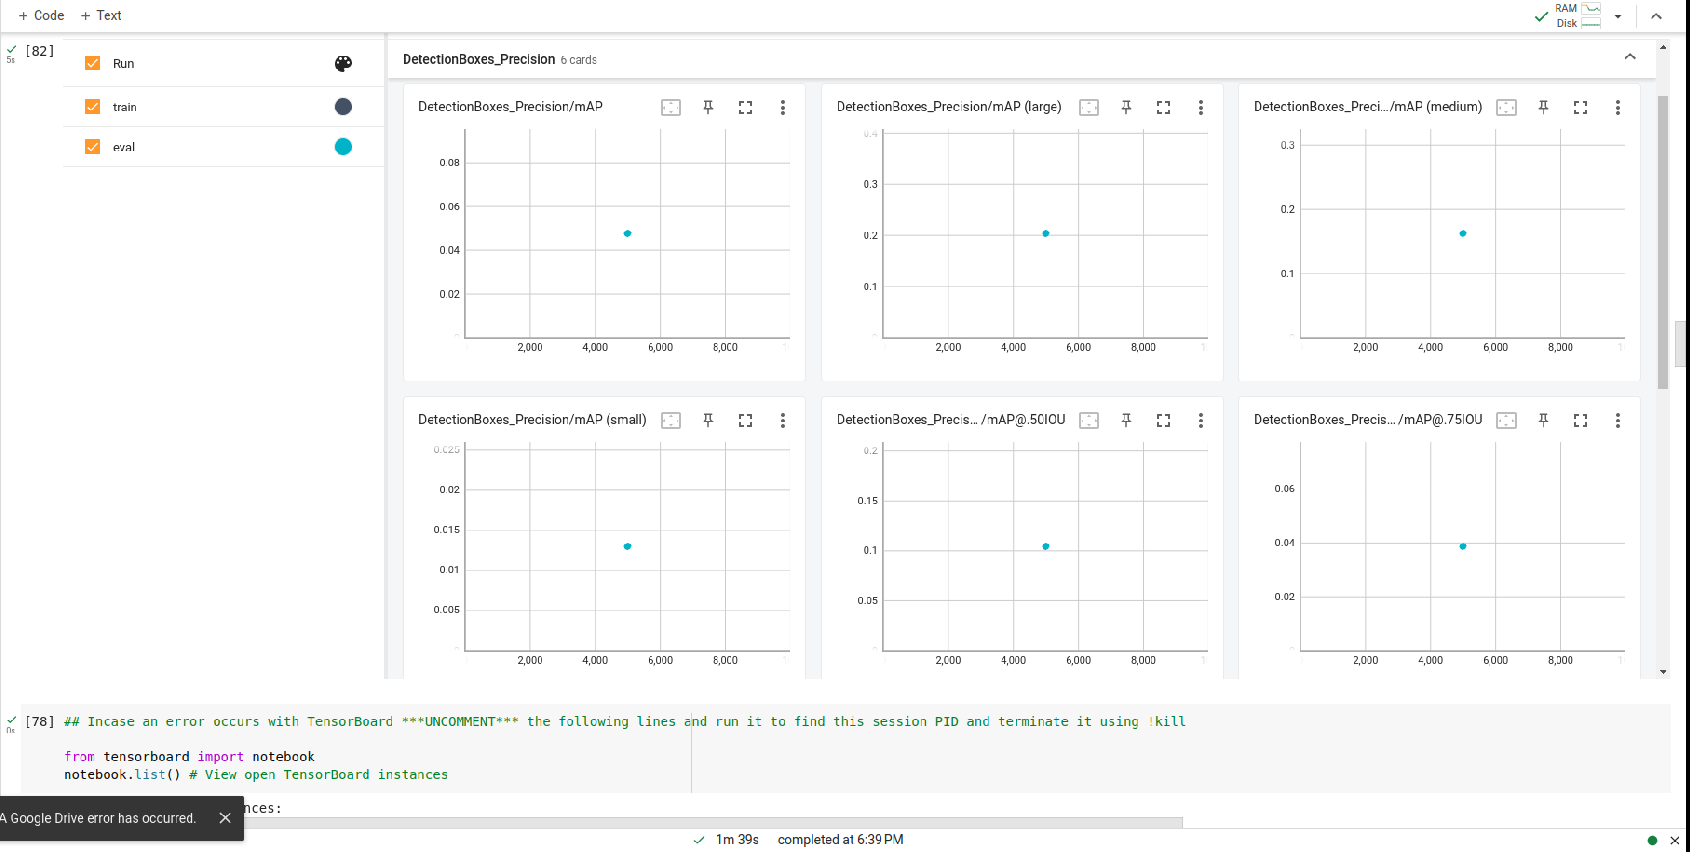 + Code + Text
RAM
Disk
[82]
5s
Run
train
eval
DetectionBoxes_Precision 6 cards
DetectionBoxes_Precision/mAP
0.08
0.06
0.04
0.02
2,000 4,000 6,000 8,000
DetectionBoxes_Precision/mAP (large)
0.4
0.3
0.2
0.1
2,000 4,000 6,000 8,000
DetectionBoxes_Preci.../mAP (medium)
0.3
0.2
0.1
2,000 4,000 6,000 8,000
DetectionBoxes_Precision/mAP (small)
0.025
0.02
0.015
0.01
0.005
2,000 4,000 6,000 8,000
DetectionBoxes_Precis... /mAP@.50IOU
0.2
0.15
0.1
0.05
2,000 4,000 6,000 8,000
DetectionBoxes_Precis... /mAP@.75IOU
0.06
0.04
0.02
2,000 4,000 6,000 8,000
[78] ## Incase an error occurs with TensorBoard ***UNCOMMENT*** the following lines and run it to find this session PID and terminate it using !kill
0s
from tensorboard import notebook
notebook.list() # View open TensorBoard instances
nces:
A Google Drive error has occurred.
1m 39s completed at 6:39 PM